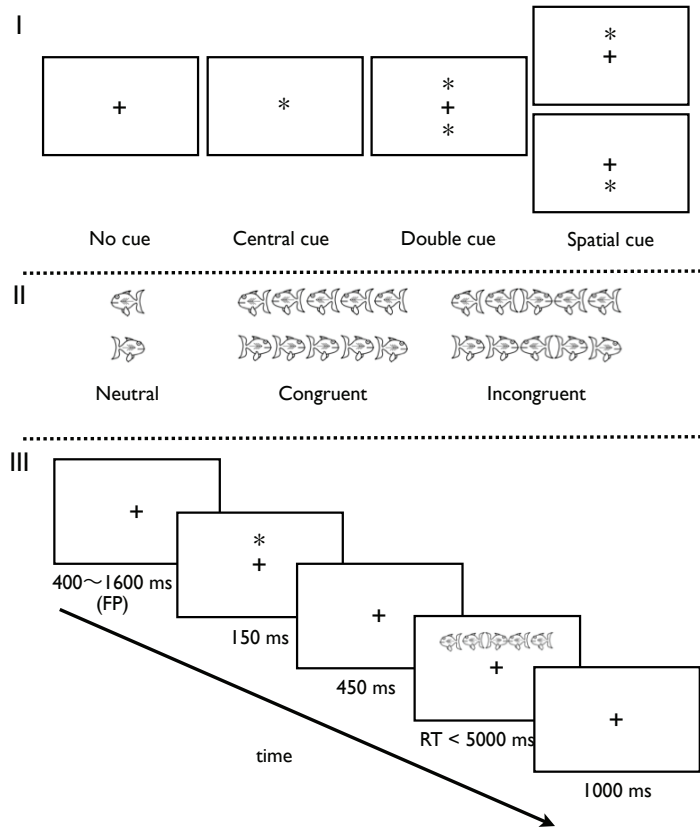 I
+
*
*
+
*
*
+
+
*
No cue
Central cue
Double cue
Spatial cue
II
Neutral
Congruent
Incongruent
III
+
*
+
400～1600 ms
(FP)
+
150 ms
+
450 ms
+
RT < 5000 ms
time
1000 ms